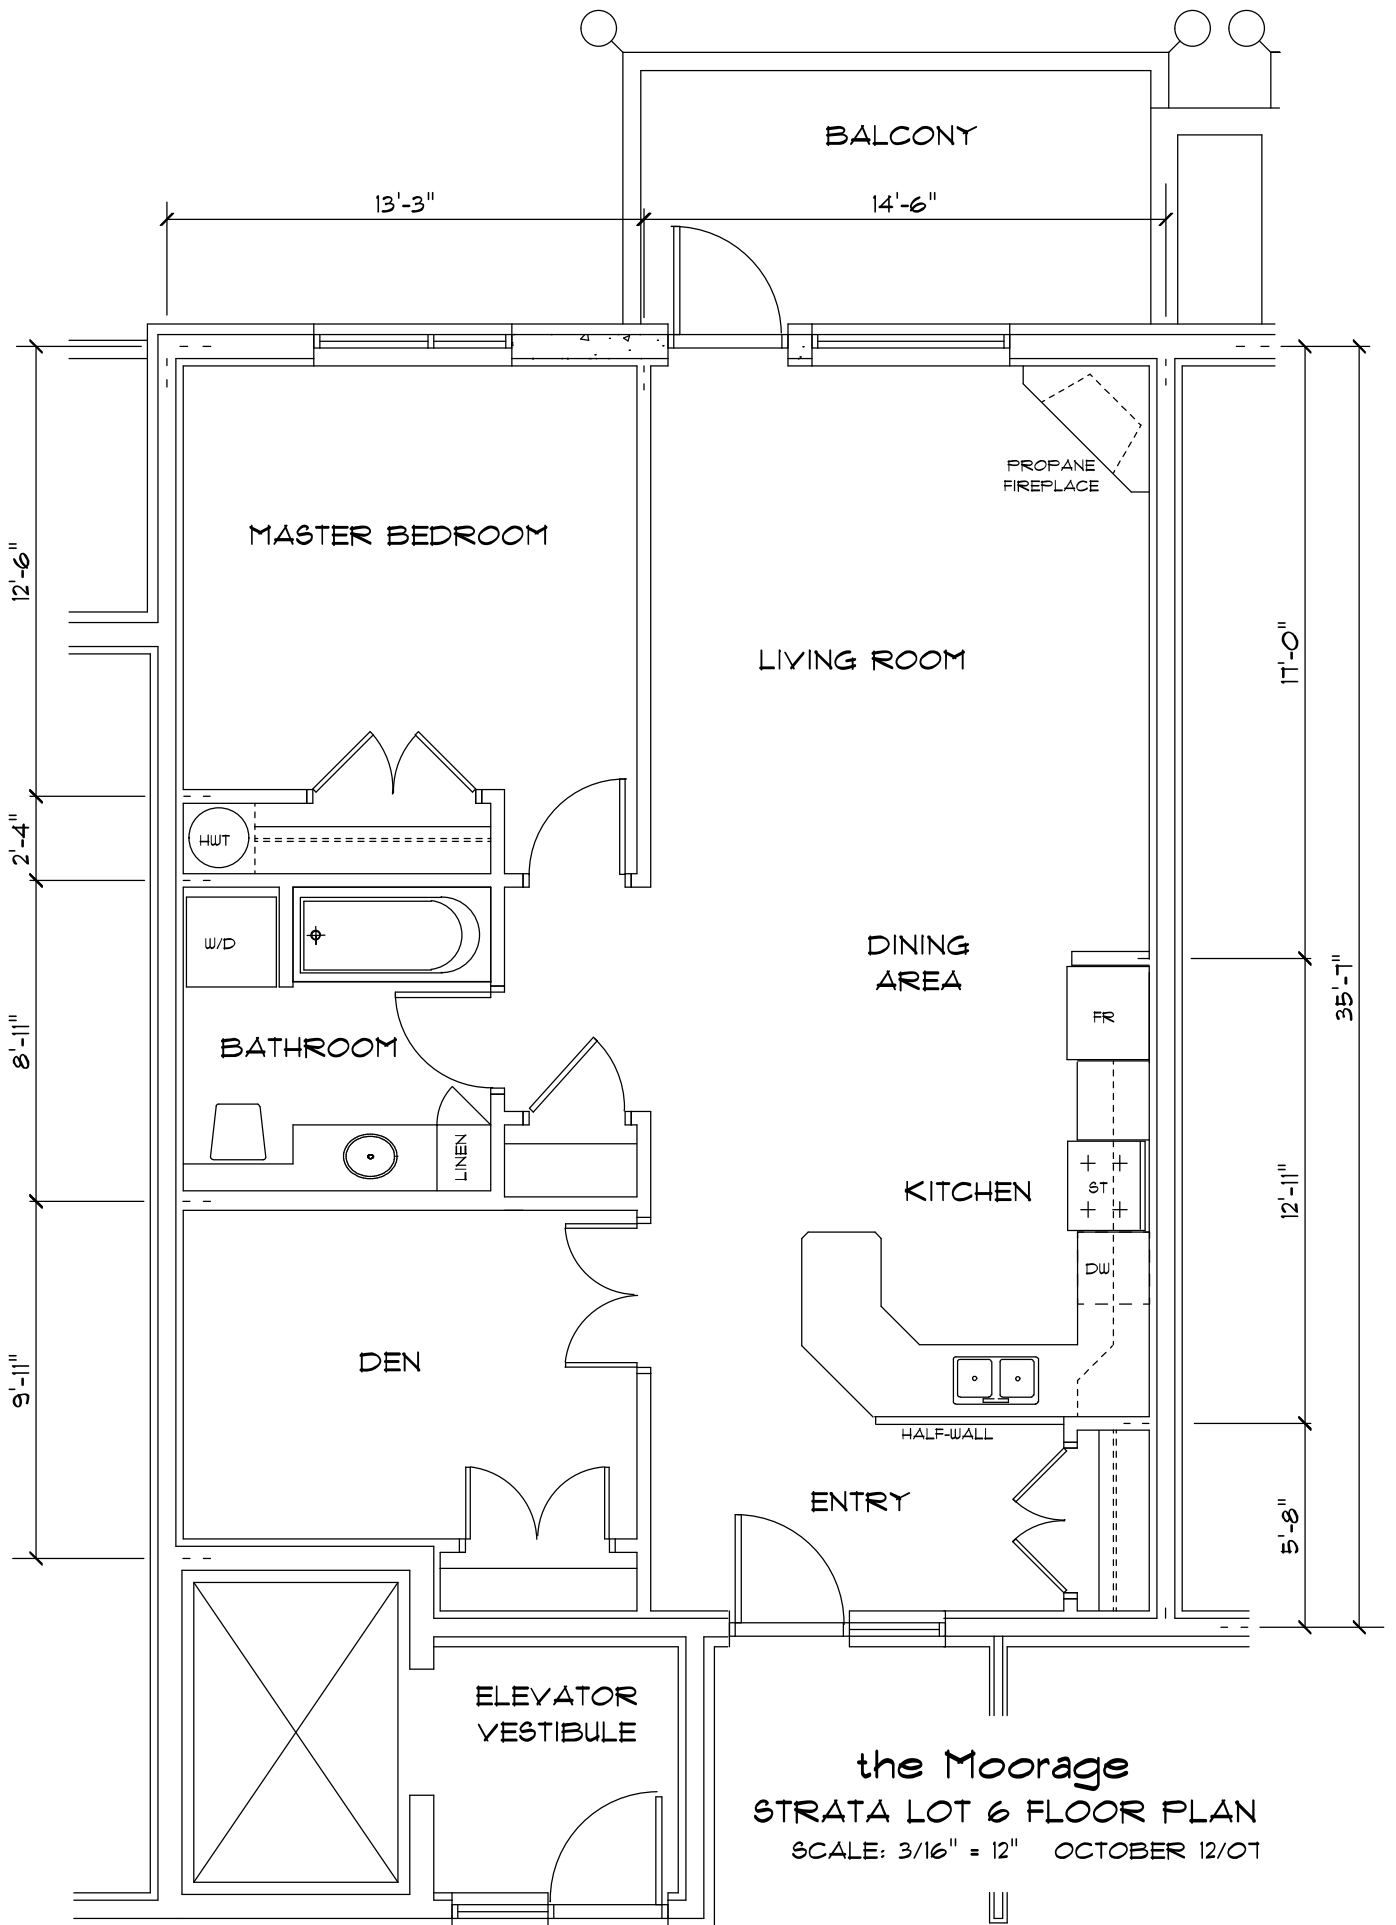 BALCONY
13'-3"
14'-6"
PROPANE
FIREPLACE
MASTER BEDROOM
12'-6"
LIVING ROOM
17'-0"
2'-4"
HWT
W/D
DINING
AREA
35'-7"
FR
8'-11"
BATHROOM
LINEN
KITCHEN
ST
12'-11"
DW
DEN
9'-11"
HALF-WALL
ENTRY
5'-8"
ELEVATOR
VESTIBULE
the Moorage
STRATA LOT 6 FLOOR PLAN
SCALE: 3/16" = 12" OCTOBER 12/07